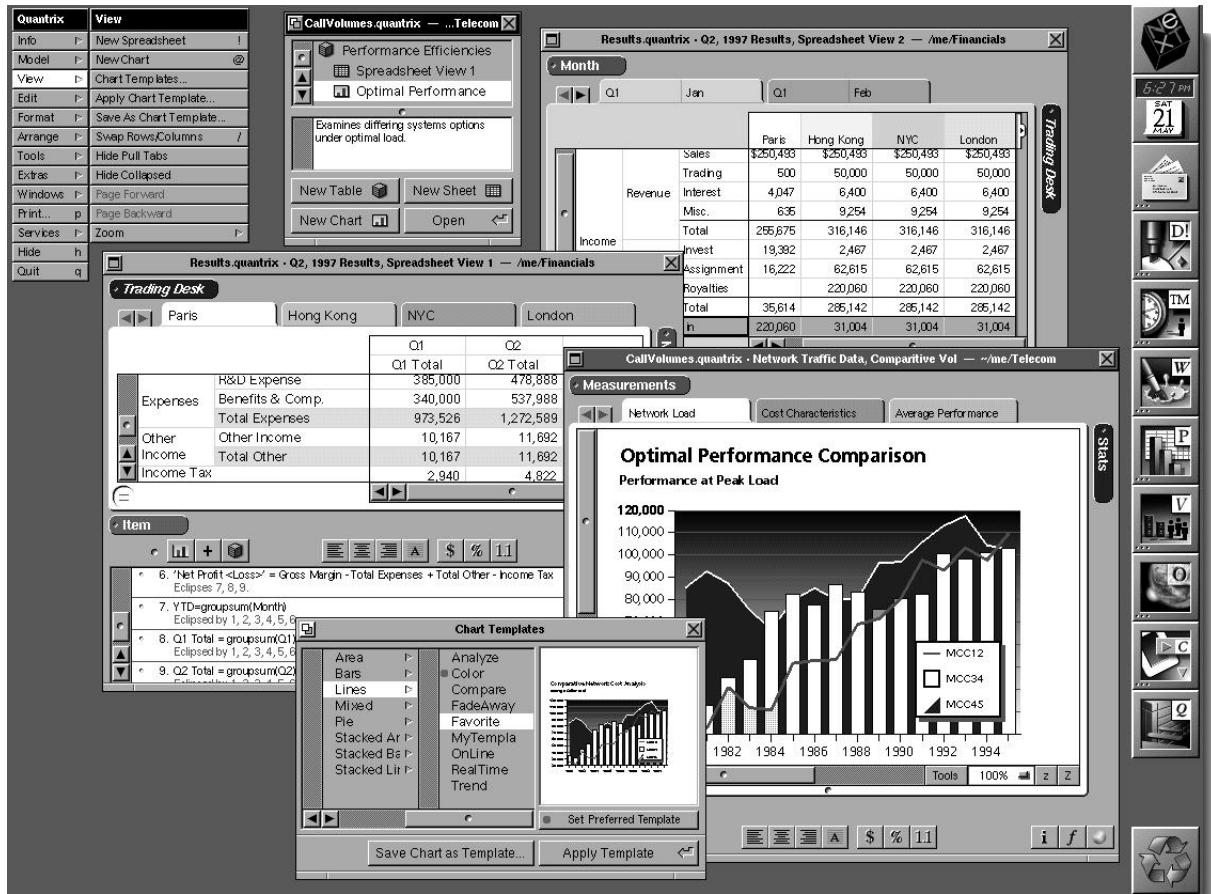 Quantrix
Info
Model
View
Edit
Format
Arrange
Tools
Extras
Windows
Print... p
Services
Hide h
Quit q
View
New Spreadsheet !
New Chart @
Chart Templates...
Apply Chart Template...
Save As Chart Template...
Swap Rows/Columns /
Hide Pull Tabs
Hide Collapsed
Page Forward
Page Backward
Zoom
CallVolumes.quantrix — ...Telecom
Performance Efficiencies
Spreadsheet View 1
Optimal Performance
Examines differing systems options
under optimal load.
New Table New Sheet
New Chart Open
Results.quantrix - Q2, 1997 Results, Spreadsheet View 2 — /me/Financials
Month
Q1 Jan Q1 Feb
Trading Desk
Paris Hong Kong NYC London
Sales $250,493 $250,493 $250,493 $250,493
Trading 500 50,000 50,000 50,000
Revenue Interest 4,047 6,400 6,400 6,400
Misc. 635 9,254 9,254 9,254
Total 255,675 316,146 316,146 316,146
Income
Invest 19,392 2,467 2,467 2,467
Assignment 16,222 62,615 62,615 62,615
Royalties 220,060 220,060 220,060
Total 35,614 285,142 285,142 285,142
in 220,060 31,004 31,004 31,004
Results.quantrix - Q2, 1997 Results, Spreadsheet View 1 — /me/Financials
Trading Desk
Paris Hong Kong NYC London
Q1 Q2
Q1 Total Q2 Total
R&D Expense 385,000 478,888
Expenses Benefits & Comp. 340,000 537,988
Total Expenses 973,526 1,272,589
Other Other Income 10,167 11,692
Income Total Other 10,167 11,692
Income Tax 2,940 4,822
=
Item
A $ % 1.1
6. 'Net Profit <Loss>' = Gross Margin - Total Expenses + Total Other - Income Tax
Eclipses 7, 8, 9.
7. YTD=groupsum(Month)
Eclipsed by 1, 2, 3, 4, 5, 6
8. Q1 Total = groupsum(Q1)
Eclipsed by 1, 2, 3, 4, 5, 6
9. Q2 Total = groupsum(Q2)
CallVolumes.quantrix - Network Traffic Data, Comparitive Vol — ~/me/Telecom
Measurements
Network Load Cost Characteristics Average Performance
Stats
Optimal Performance Comparison
Performance at Peak Load
120,000
110,000
100,000
90,000
80,000
MCC12
MCC34
MCC45
1982 1984 1986 1988 1990 1992 1994
Tools 100% z Z
A $ % 1.1 i f
Chart Templates
Area
Bars
Lines
Mixed
Pie
Stacked Ar
Stacked Ba
Stacked Lir
Analyze
Color
Compare
FadeAway
Favorite
MyTempla
OnLine
RealTime
Trend
Comparative Network Cost Analysis
Set Preferred Template
Save Chart as Template... Apply Template
6:27 PM
SAT
21
MAY
D!
TM
W
P
V
O
C
Q